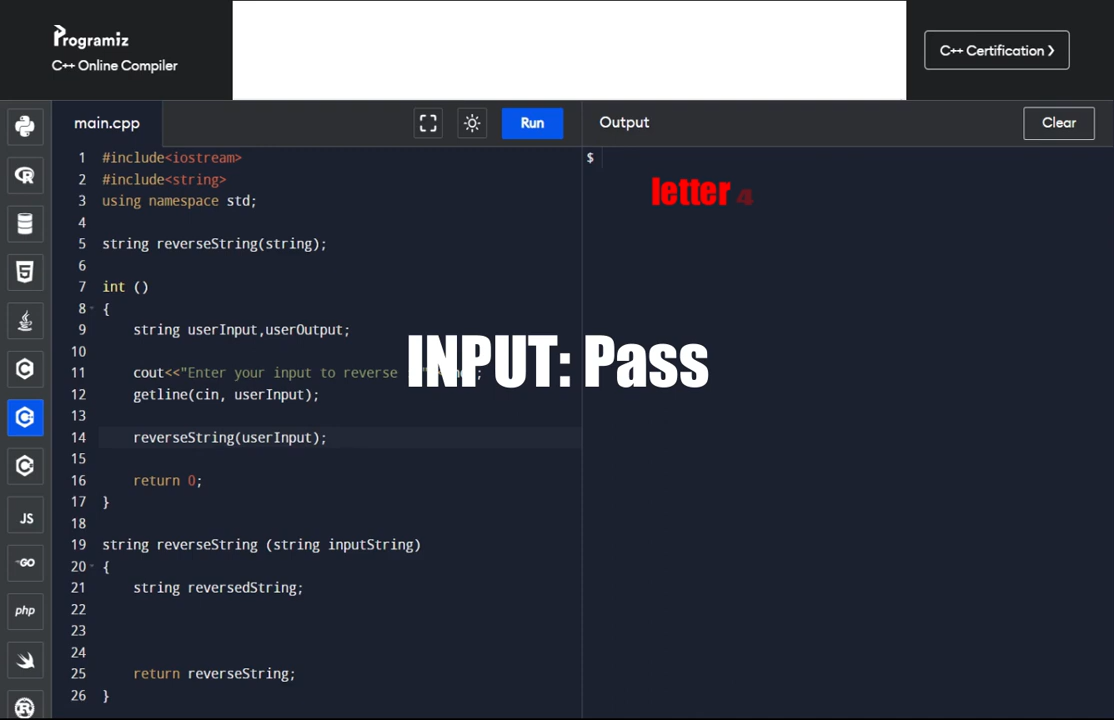 Programiz
C++ Online Compiler
C++ Certification >
main.cpp
Run
Output
Clear
1 #include<iostream>
2 #include<string>
3 using namespace std;
4
5 string reverseString(string);
6
7 int ()
8 {
9 string userInput,userOutput;
10
11 cout<<"Enter your input to reverse
12 getline(cin, userInput);
13
14 reverseString(userInput);
15
16 return 0;
17 }
18
19 string reverseString (string inputString)
20 {
21 string reversedString;
22
23
24
25 return reverseString;
26 }
$
letter 4
INPUT: Pass
JS
GO
php